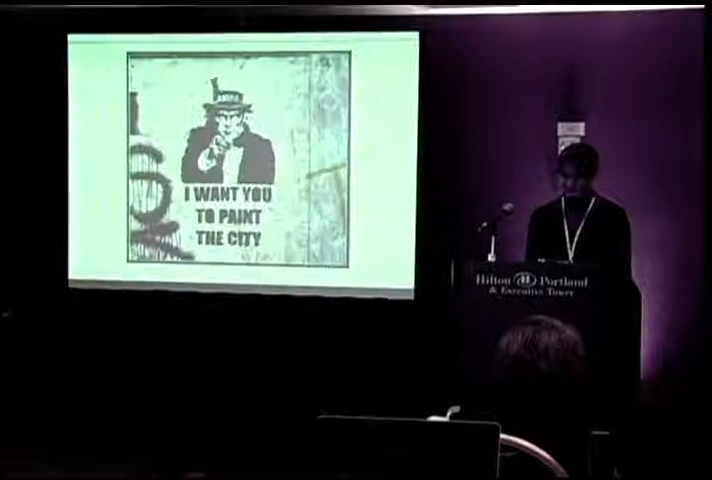 I WANT YOU
TO PAINT
THE CITY
Hilton Portland
& Executive Tower